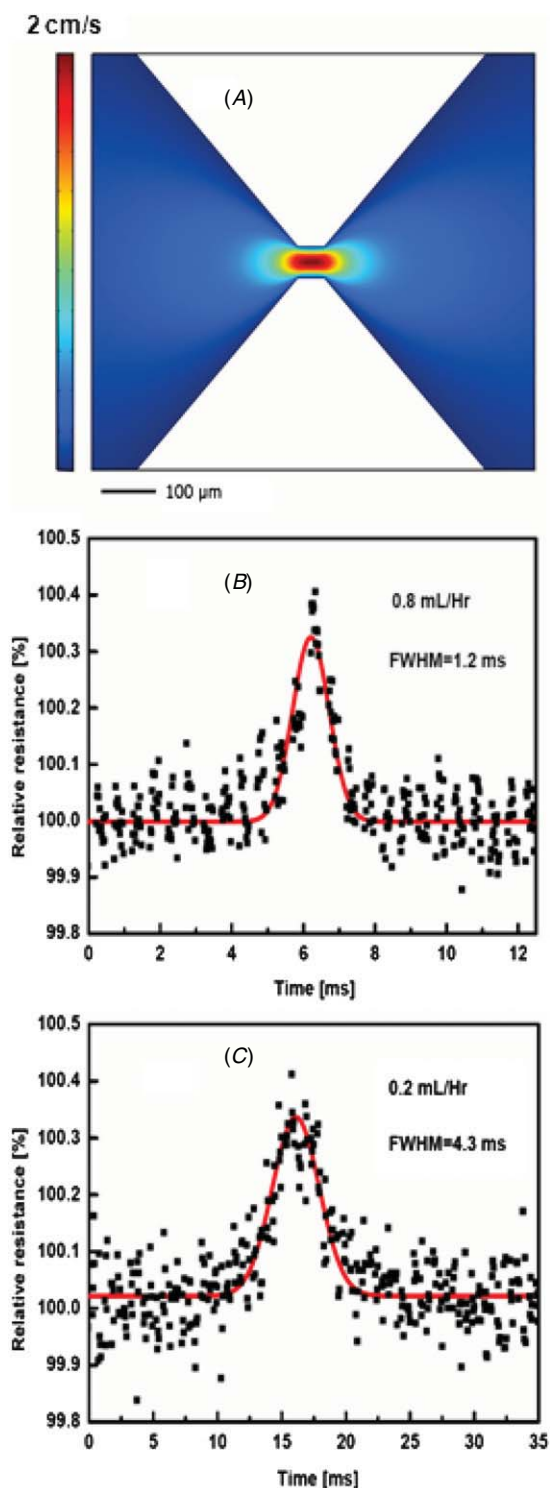 2 cm/s
(A)
100 µm
(B)
0.8 mL/Hr
FWHM=1.2 ms
Relative resistance [%]
100.5
100.4
100.3
100.2
100.1
100.0
99.9
99.8
0 2 4 6 8 10 12
Time [ms]
(C)
0.2 mL/Hr
FWHM=4.3 ms
Relative resistance [%]
100.5
100.4
100.3
100.2
100.1
100.0
99.9
99.8
0 5 10 15 20 25 30 35
Time [ms]